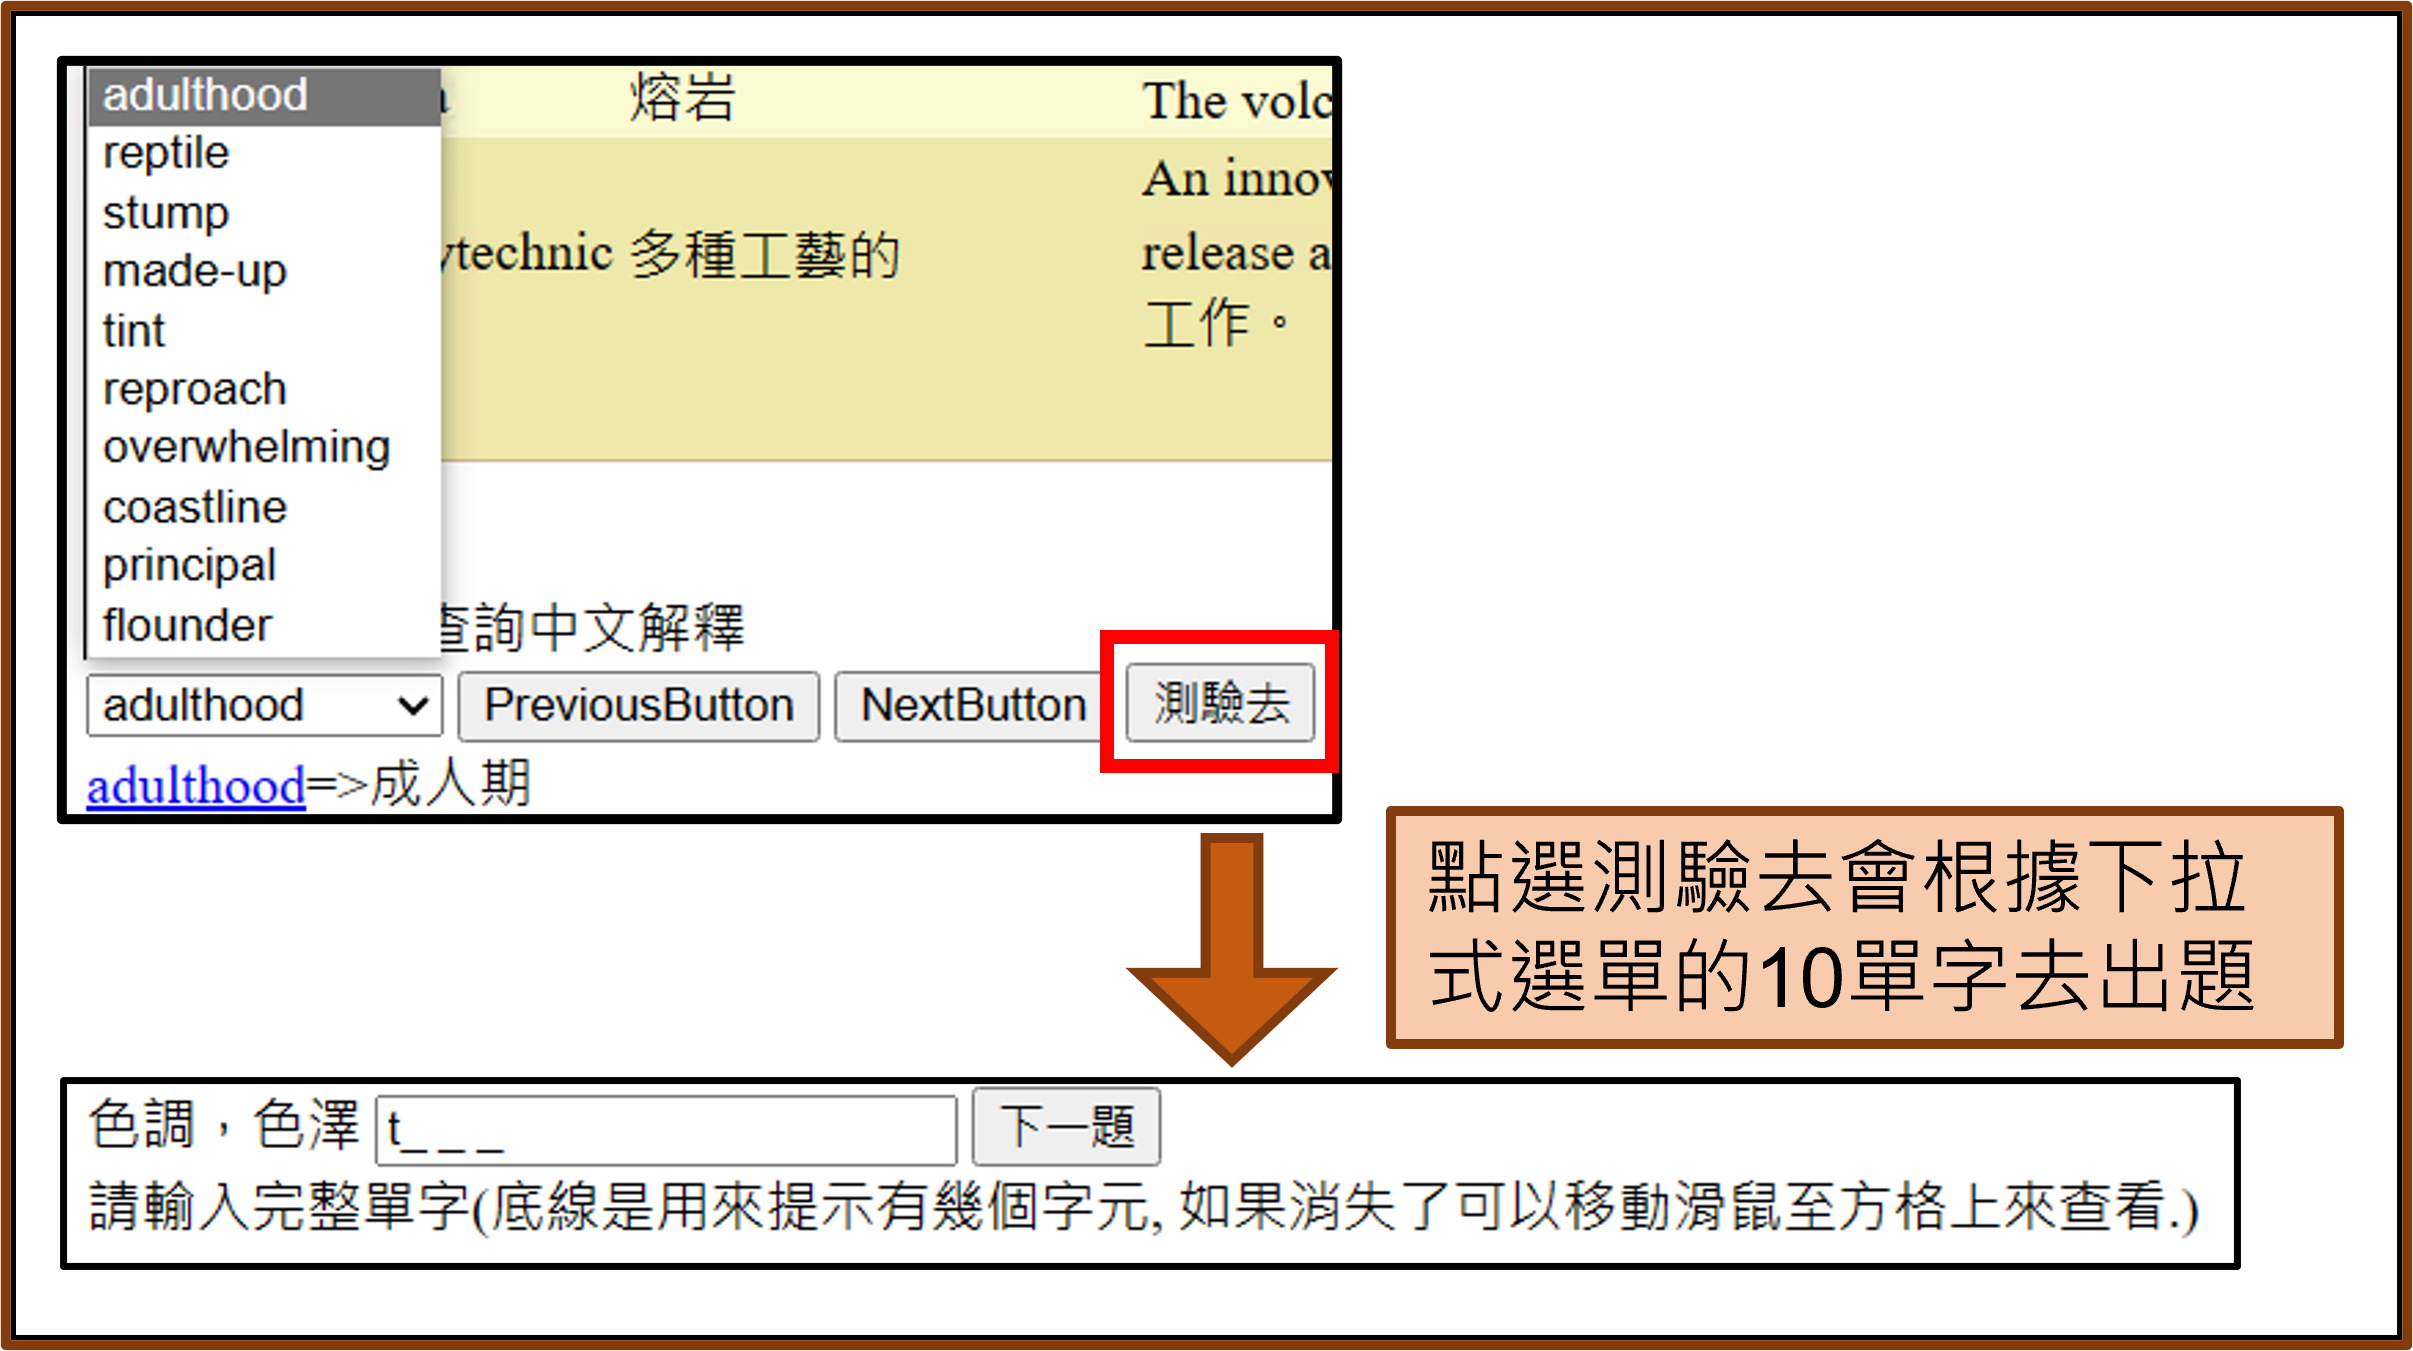 adulthood
熔岩
The volc
reptile
An innov
stump
ytechnic 多種工藝的
release a
made-up
工作。
tint
reproach
overwhelming
coastline
principal
flounder
查詢中文解釋
adulthood
PreviousButton
NextButton
測驗去
adulthood=>成人期
點選測驗去會根據下拉
式選單的10單字去出題
色調，色澤 t_ _ _ 下一題
請輸入完整單字(底線是用來提示有幾個字元, 如果消失了可以移動滑鼠至方格上來查看.)